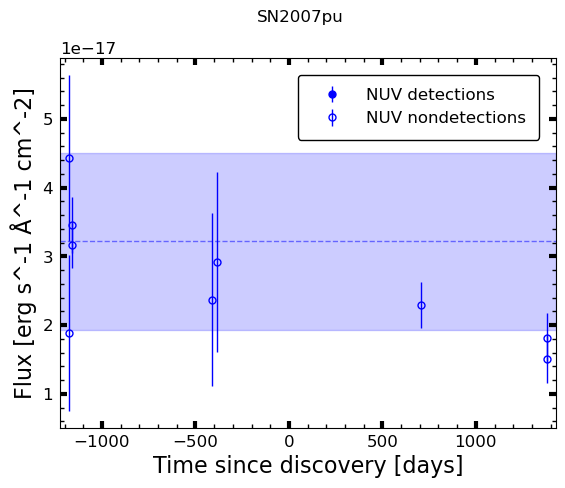 SN2007pu
1e−17
NUV detections
NUV nondetections
5
4
3
2
1
Flux [erg s^-1 Å^-1 cm^-2]
−1000 −500 0 500 1000
Time since discovery [days]